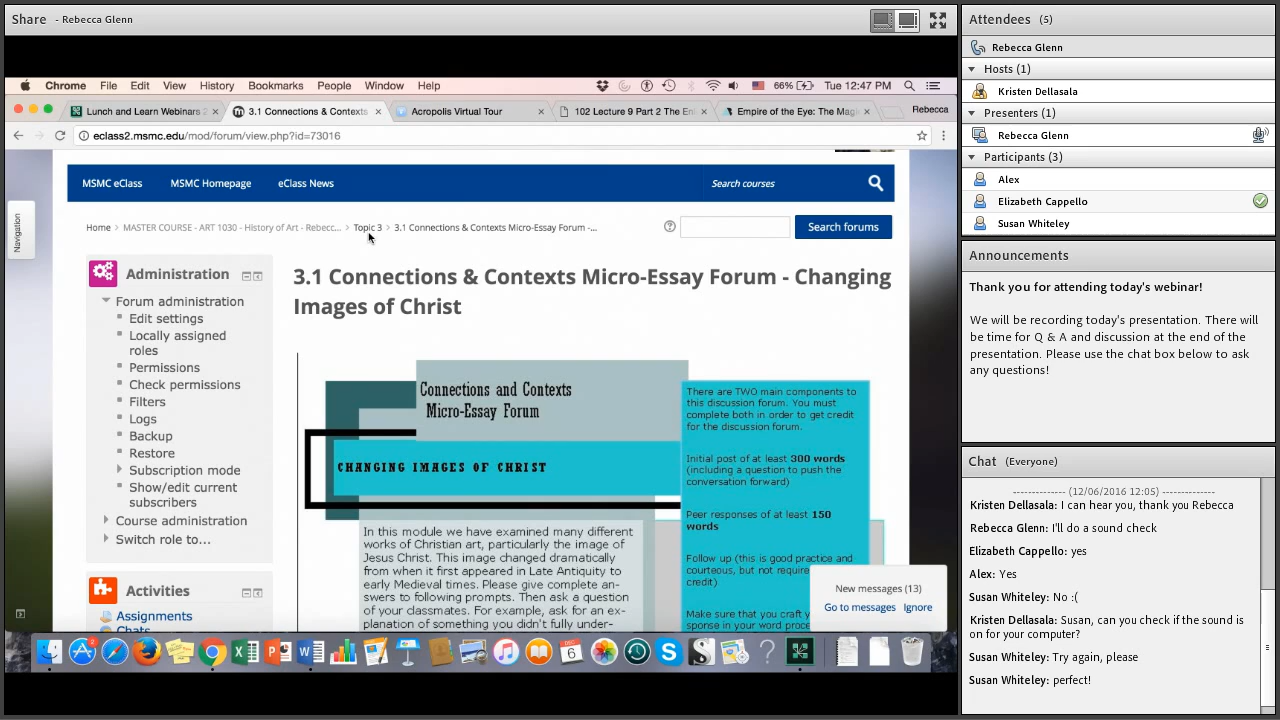 Share - Rebecca Glenn
Chrome File Edit View History Bookmarks People Window Help 66% Tue 12:47 PM
Lunch and Learn Webinars 3.1 Connections & Contexts Acropolis Virtual Tour 102 Lecture 9 Part 2 The En Empire of the Eye: The Mag Rebecca
eclass2.msmc.edu/mod/forum/view.php?id=73016
MSMC eClass MSMC Homepage eClass News Search courses
Navigation
Home MASTER COURSE - ART 1030 - History of Art - Rebecc... Topic 3 3.1 Connections & Contexts Micro-Essay Forum -... Search forums
Administration
Forum administration
Edit settings
Locally assigned
roles
Permissions
Check permissions
Filters
Logs
Backup
Restore
Subscription mode
Show/edit current
subscribers
Course administration
Switch role to...
Activities
Assignments
Chats
3.1 Connections & Contexts Micro-Essay Forum - Changing
Images of Christ
Connections and Contexts
Micro-Essay Forum
CHANGING IMAGES OF CHRIST
In this module we have examined many different
works of Christian art, particularly the image of
Jesus Christ. This image changed dramatically
from when it first appeared in Late Antiquity to
early Medieval times. Please give complete an-
swers to following prompts. Then ask a question
of your classmates. For example, ask for an ex-
planation of something you didn't fully under-
There are TWO main components to
this discussion forum. You must
complete both in order to get credit
for the discussion forum.
Initial post of at least 300 words
(including a question to push the
conversation forward)
Peer responses of at least 150
words
Follow up (this is good practice and
courteous, but not require
credit)
Make sure that you craft y
sponse in your word proce
New messages (13)
Go to messages Ignore
Attendees (5)
Rebecca Glenn
Hosts (1)
Kristen Dellasala
Presenters (1)
Rebecca Glenn
Participants (3)
Alex
Elizabeth Cappello
Susan Whiteley
Announcements
Thank you for attending today's webinar!
We will be recording today's presentation. There will
be time for Q & A and discussion at the end of the
presentation. Please use the chat box below to ask
any questions!
Chat (Everyone)
-------------- (12/06/2016 12:05) --------------
Kristen Dellasala: I can hear you, thank you Rebecca
Rebecca Glenn: I'll do a sound check
Elizabeth Cappello: yes
Alex: Yes
Susan Whiteley: No :(
Kristen Dellasala: Susan, can you check if the sound is
on for your computer?
Susan Whiteley: Try again, please
Susan Whiteley: perfect!